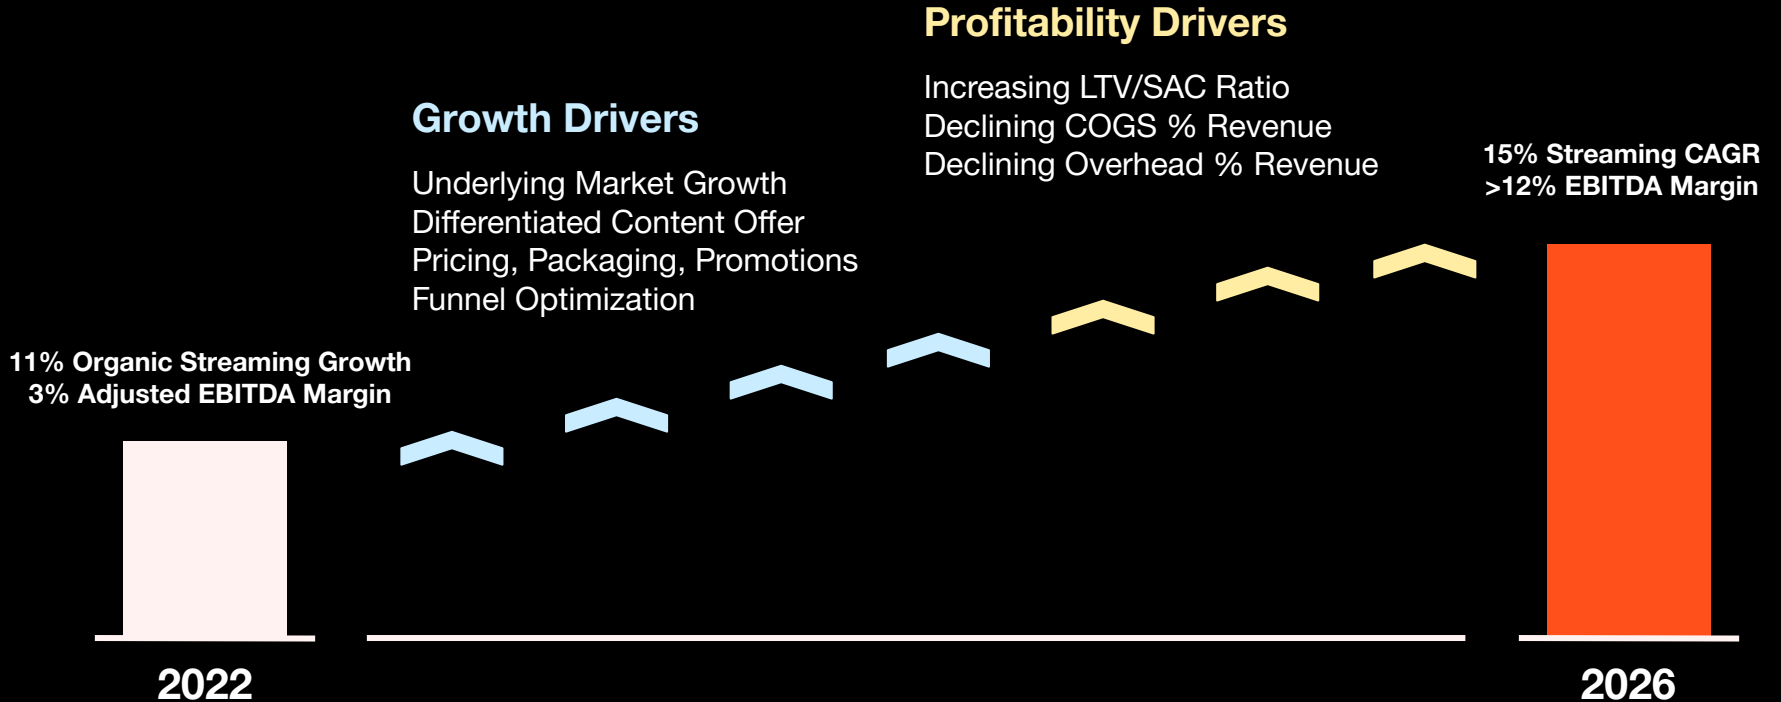 Profitability Drivers
Increasing LTV/SAC Ratio
Declining COGS % Revenue
Declining Overhead % Revenue
Growth Drivers
Underlying Market Growth
Differentiated Content Offer
Pricing, Packaging, Promotions
Funnel Optimization
15% Streaming CAGR
>12% EBITDA Margin
11% Organic Streaming Growth
3% Adjusted EBITDA Margin
2022
2026